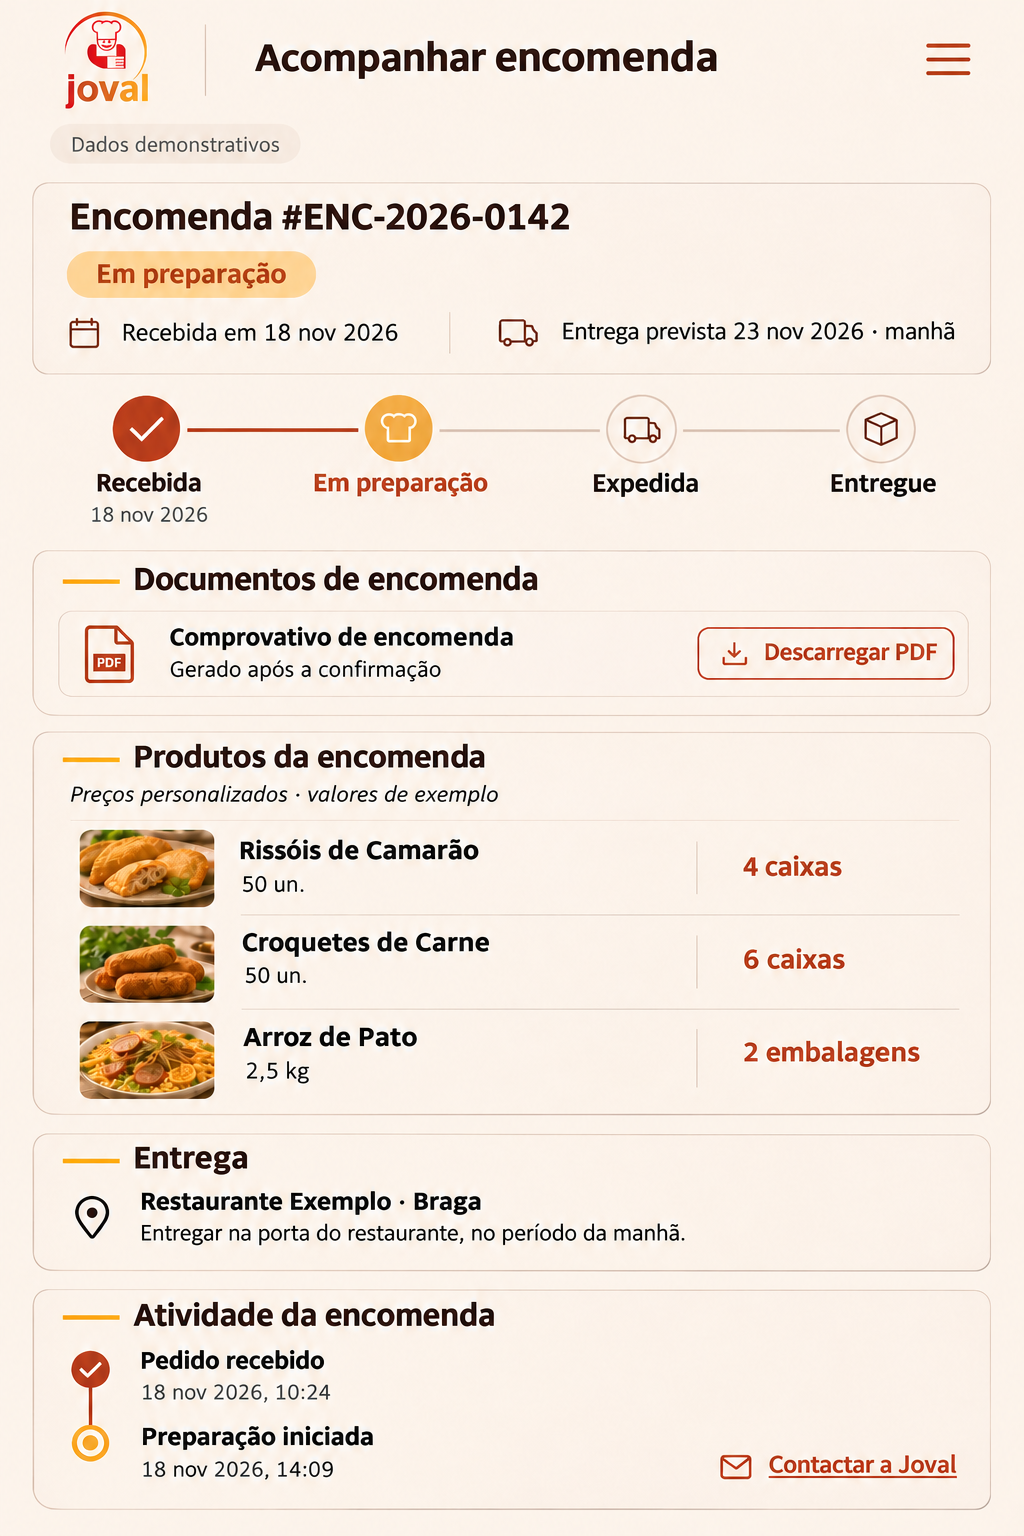 joval
Acompanhar encomenda
Dados demonstrativos
Encomenda #ENC-2026-0142
Em preparação
Recebida em 18 nov 2026
Entrega prevista 23 nov 2026 · manhã
Recebida
18 nov 2026
Em preparação
Expedida
Entregue
Documentos de encomenda
PDF
Comprovativo de encomenda
Gerado após a confirmação
Descarregar PDF
Produtos da encomenda
Preços personalizados · valores de exemplo
Rissóis de Camarão
50 un.
4 caixas
Croquetes de Carne
50 un.
6 caixas
Arroz de Pato
2,5 kg
2 embalagens
Entrega
Restaurante Exemplo · Braga
Entregar na porta do restaurante, no período da manhã.
Atividade da encomenda
Pedido recebido
18 nov 2026, 10:24
Preparação iniciada
18 nov 2026, 14:09
Contactar a Joval